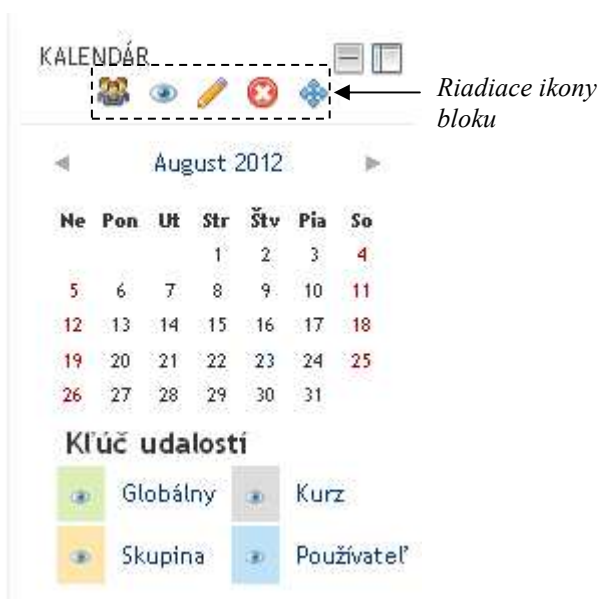 KALENDÁR
Riadiace ikony
bloku
August 2012
Ne Pon Ut Str Štv Pia So
1 2 3 4
5 6 7 8 9 10 11
12 13 14 15 16 17 18
19 20 21 22 23 24 25
26 27 28 29 30 31
Kľúč udalostí
Globálny Kurz
Skupina Používateľ